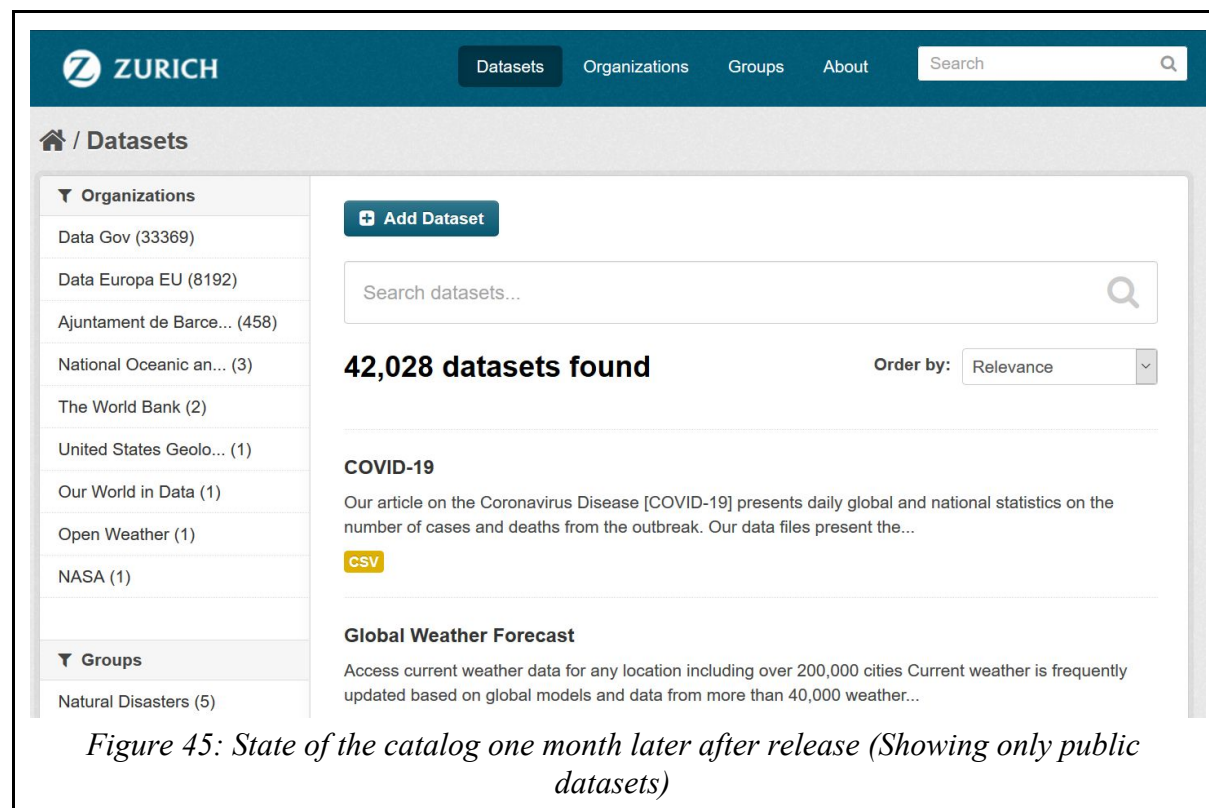 ZURICH
Datasets
Organizations
Groups
About
Search
/ Datasets
Organizations
Data Gov (33369)
Data Europa EU (8192)
Ajuntament de Barce... (458)
National Oceanic an... (3)
The World Bank (2)
United States Geolo... (1)
Our World in Data (1)
Open Weather (1)
NASA (1)
Groups
Natural Disasters (5)
Add Dataset
Search datasets...
42,028 datasets found
Order by:
Relevance
COVID-19
Our article on the Coronavirus Disease [COVID-19] presents daily global and national statistics on the
number of cases and deaths from the outbreak. Our data files present the...
CSV
Global Weather Forecast
Access current weather data for any location including over 200,000 cities Current weather is frequently
updated based on global models and data from more than 40,000 weather...
Figure 45: State of the catalog one month later after release (Showing only public
datasets)